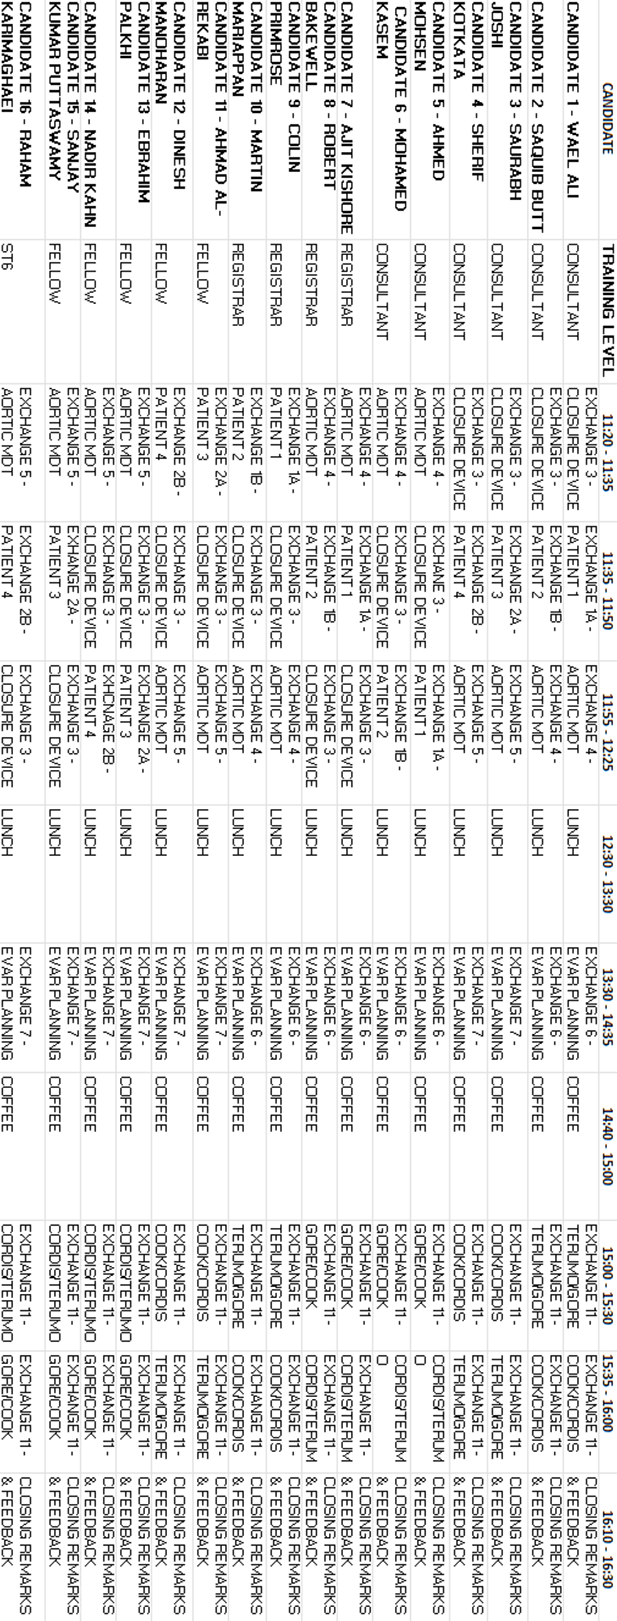 CANDIDATE
TRAINING LEVEL
11:20 - 11:35
11:35 - 11:50
11:55 - 12:25
12:30 - 13:30
13:30 - 14:35
14:40 - 15:00
15:00 - 15:30
15:35 - 16:00
16:10 - 16:30
CANDIDATE 1 - WAEL ALI
CONSULTANT
EXCHANGE 3 -
CLOSURE DEVICE
EXCHANGE 1A -
PATIENT 1
EXCHANGE 4 -
AORTIC MDT
LUNCH
EXCHANGE 6 -
EVAR PLANNING
COFFEE
EXCHANGE 11 -
TERUMO/GORE
EXCHANGE 11 -
COOK/CORDIS
CLOSING REMARKS
& FEEDBACK
CANDIDATE 2 - SAQUIB BUTT
CONSULTANT
EXCHANGE 3 -
CLOSURE DEVICE
EXCHANGE 1B -
PATIENT 2
EXCHANGE 4 -
AORTIC MDT
LUNCH
EXCHANGE 6 -
EVAR PLANNING
COFFEE
EXCHANGE 11 -
TERUMO/GORE
EXCHANGE 11 -
COOK/CORDIS
CLOSING REMARKS
& FEEDBACK
CANDIDATE 3 - SAURABH
JOSHI
CONSULTANT
EXCHANGE 3 -
CLOSURE DEVICE
EXCHANGE 2A -
PATIENT 3
EXCHANGE 5 -
AORTIC MDT
LUNCH
EXCHANGE 7 -
EVAR PLANNING
COFFEE
EXCHANGE 11 -
COOK/CORDIS
EXCHANGE 11 -
TERUMO/GORE
CLOSING REMARKS
& FEEDBACK
CANDIDATE 4 - SHERIF
KOTKATA
CONSULTANT
EXCHANGE 3 -
CLOSURE DEVICE
EXCHANGE 2B -
PATIENT 4
EXCHANGE 5 -
AORTIC MDT
LUNCH
EXCHANGE 7 -
EVAR PLANNING
COFFEE
EXCHANGE 11 -
COOK/CORDIS
EXCHANGE 11 -
TERUMO/GORE
CLOSING REMARKS
& FEEDBACK
CANDIDATE 5 - AHMED
MOHSEN
CONSULTANT
EXCHANGE 4 -
AORTIC MDT
EXCHANE 3 -
CLOSURE DEVICE
EXCHANGE 1A -
PATIENT 1
LUNCH
EXCHANGE 6 -
EVAR PLANNING
COFFEE
EXCHANGE 11 -
GORE/COOK
CORDIS/TERUM
O
CLOSING REMARKS
& FEEDBACK
CANDIDATE 6 - MOHAMED
KASEM
CONSULTANT
EXCHANGE 4 -
AORTIC MDT
EXCHANGE 3 -
CLOSURE DEVICE
EXCHANGE 1B -
PATIENT 2
LUNCH
EXCHANGE 6 -
EVAR PLANNING
COFFEE
EXCHANGE 11 -
GORE/COOK
CORDIS/TERUM
O
CLOSING REMARKS
& FEEDBACK
CANDIDATE 7 - AJIT KISHORE
REGISTRAR
EXCHANGE 4 -
AORTIC MDT
EXCHANGE 1A -
PATIENT 1
EXCHANGE 3 -
CLOSURE DEVICE
LUNCH
EXCHANGE 6 -
EVAR PLANNING
COFFEE
EXCHANGE 11 -
GORE/COOK
EXCHANGE 11 -
CORDIS/TERUM
CLOSING REMARKS
& FEEDBACK
CANDIDATE 8 - ROBERT
BAKEWELL
REGISTRAR
EXCHANGE 4 -
AORTIC MDT
EXCHANGE 1B -
PATIENT 2
EXCHANGE 3 -
CLOSURE DEVICE
LUNCH
EXCHANGE 6 -
EVAR PLANNING
COFFEE
EXCHANGE 11 -
GORE/COOK
EXCHANGE 11 -
CORDIS/TERUM
CLOSING REMARKS
& FEEDBACK
CANDIDATE 9 - COLIN
PRIMROSE
REGISTRAR
EXCHANGE 1A -
PATIENT 1
EXCHANGE 3 -
CLOSURE DEVICE
EXCHANGE 4 -
AORTIC MDT
LUNCH
EXCHANGE 6 -
EVAR PLANNING
COFFEE
EXCHANGE 11 -
TERUMO/GORE
EXCHANGE 11 -
COOK/CORDIS
CLOSING REMARKS
& FEEDBACK
CANDIDATE 10 - MARTIN
MARIAPPAN
REGISTRAR
EXCHANGE 1B -
PATIENT 2
EXCHANGE 3 -
CLOSURE DEVICE
EXCHANGE 4 -
AORTIC MDT
LUNCH
EXCHANGE 6 -
EVAR PLANNING
COFFEE
EXCHANGE 11 -
TERUMO/GORE
EXCHANGE 11 -
COOK/CORDIS
CLOSING REMARKS
& FEEDBACK
CANDIDATE 11 - AHMAD AL-
REKABI
FELLOW
EXCHANGE 2A -
PATIENT 3
EXCHANGE 3 -
CLOSURE DEVICE
EXCHANGE 5 -
AORTIC MDT
LUNCH
EXCHANGE 7 -
EVAR PLANNING
COFFEE
EXCHANGE 11 -
COOK/CORDIS
EXCHANGE 11 -
TERUMO/GORE
CLOSING REMARKS
& FEEDBACK
CANDIDATE 12 - DINESH
MANOHARAN
FELLOW
EXCHANGE 2B -
PATIENT 4
EXCHANGE 3 -
CLOSURE DEVICE
EXCHANGE 5 -
AORTIC MDT
LUNCH
EXCHANGE 7 -
EVAR PLANNING
COFFEE
EXCHANGE 11 -
COOK/CORDIS
EXCHANGE 11 -
TERUMO/GORE
CLOSING REMARKS
& FEEDBACK
CANDIDATE 13 - EBRAHIM
PALKHI
FELLOW
EXCHANGE 5 -
AORTIC MDT
EXCHANGE 3 -
CLOSURE DEVICE
EXCHANGE 2A -
PATIENT 3
LUNCH
EXCHANGE 7 -
EVAR PLANNING
COFFEE
EXCHANGE 11 -
CORDIS/TERUMO
EXCHANGE 11 -
GORE/COOK
CLOSING REMARKS
& FEEDBACK
CANDIDATE 14 - NADIR KAHN
FELLOW
EXCHANGE 5 -
AORTIC MDT
EXCHANGE 3 -
CLOSURE DEVICE
EXHCNAGE 2B -
PATIENT 4
LUNCH
EXCHANGE 7 -
EVAR PLANNING
COFFEE
EXCHANGE 11 -
CORDIS/TERUMO
EXCHANGE 11 -
GORE/COOK
CLOSING REMARKS
& FEEDBACK
CANDIDATE 15 - SANJAY
KUMAR PUTTASWAMY
FELLOW
EXCHANGE 5 -
AORTIC MDT
EXHANGE 2A -
PATIENT 3
EXCHANGE 3 -
CLOSURE DEVICE
LUNCH
EXCHANGE 7 -
EVAR PLANNING
COFFEE
EXCHANGE 11 -
CORDIS/TERUMO
EXCHANGE 11 -
GORE/COOK
CLOSING REMARKS
& FEEDBACK
CANDIDATE 16 - RAHAM
KARIMAGHAEI
ST6
EXCHANGE 5 -
AORTIC MDT
EXCHANGE 2B -
PATIENT 4
EXCHANGE 3 -
CLOSURE DEVICE
LUNCH
EXCHANGE 7 -
EVAR PLANNING
COFFEE
EXCHANGE 11 -
CORDIS/TERUMO
EXCHANGE 11 -
GORE/COOK
CLOSING REMARKS
& FEEDBACK